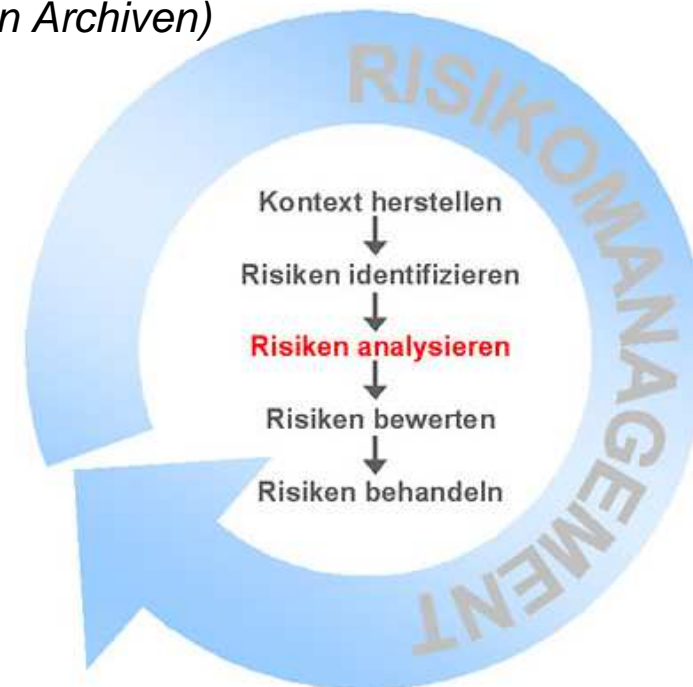 n Archiven)
RISIKOMANAGEMENT
Kontext herstellen
Risiken identifizieren
Risiken analysieren
Risiken bewerten
Risiken behandeln